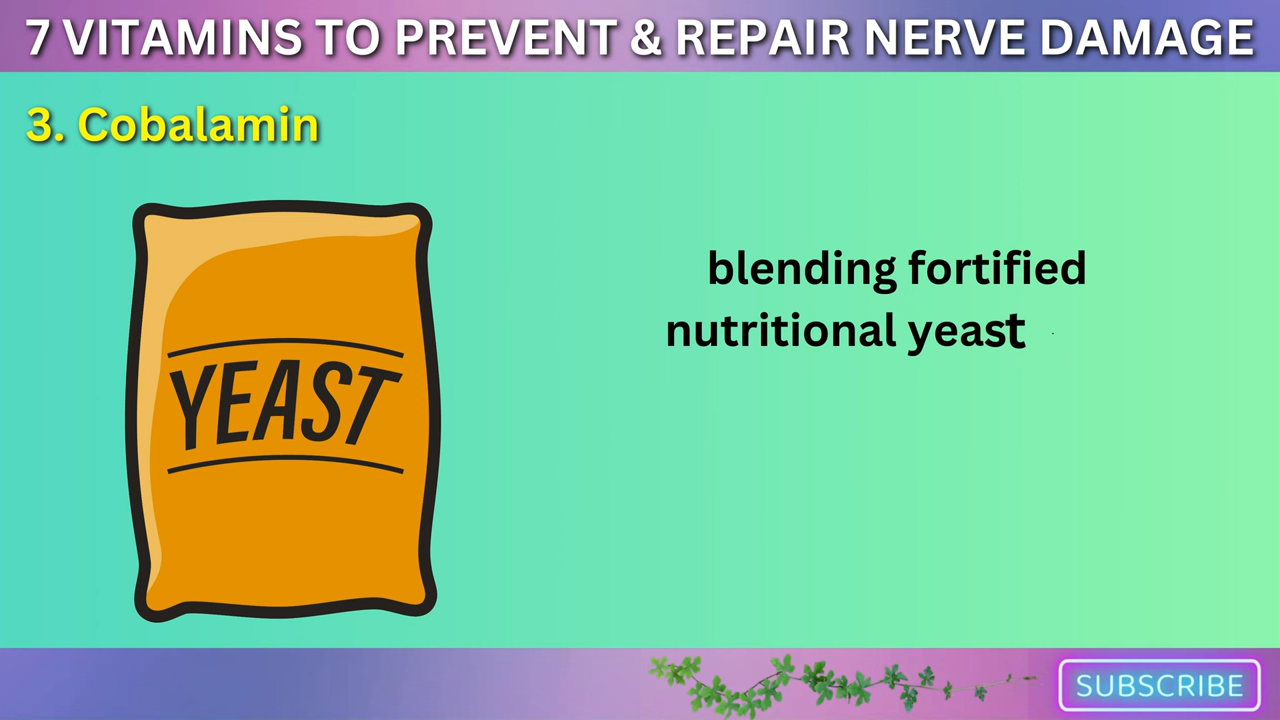 7 VITAMINS TO PREVENT & REPAIR NERVE DAMAGE
3. Cobalamin
YEAST
blending fortified
nutritional yeast
SUBSCRIBE